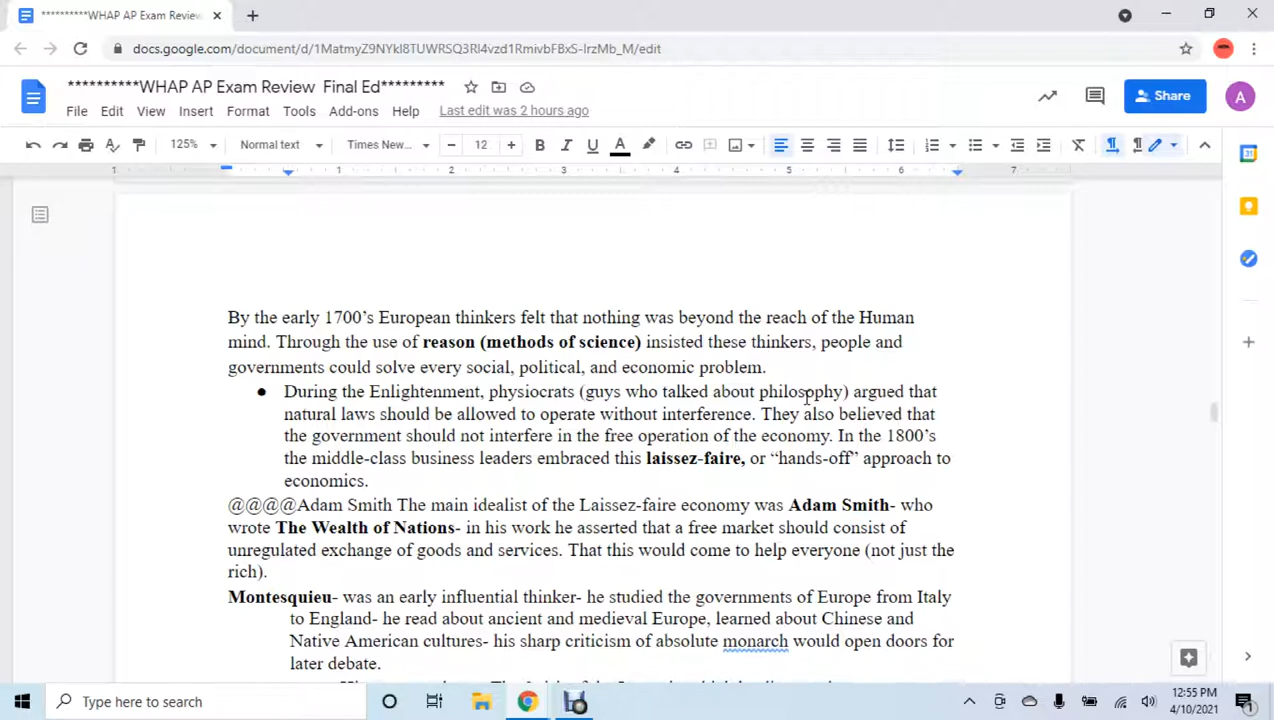 **********WHAP AP Exam Review
docs.google.com/document/d/1MatmyZ9NYkl8TUWRSQ3Rl4vzd1RmivbFBxS-lrzMb_M/edit
**********WHAP AP Exam Review Final Ed*********
File Edit View Insert Format Tools Add-ons Help Last edit was 2 hours ago
Share
A
125% Normal text Times New... 12 B I U A
1 1 2 3 4 5 6 7
By the early 1700’s European thinkers felt that nothing was beyond the reach of the Human
mind. Through the use of reason (methods of science) insisted these thinkers, people and
governments could solve every social, political, and economic problem.
● During the Enlightenment, physiocrats (guys who talked about philosophy) argued that
natural laws should be allowed to operate without interference. They also believed that
the government should not interfere in the free operation of the economy. In the 1800’s
the middle-class business leaders embraced this laissez-faire, or “hands-off” approach to
economics.
@@@@Adam Smith The main idealist of the Laissez-faire economy was Adam Smith- who
wrote The Wealth of Nations- in his work he asserted that a free market should consist of
unregulated exchange of goods and services. That this would come to help everyone (not just the
rich).
Montesquieu- was an early influential thinker- he studied the governments of Europe from Italy
to England- he read about ancient and medieval Europe, learned about Chinese and
Native American cultures- his sharp criticism of absolute monarch would open doors for
later debate.
Type here to search
12:55 PM
4/10/2021